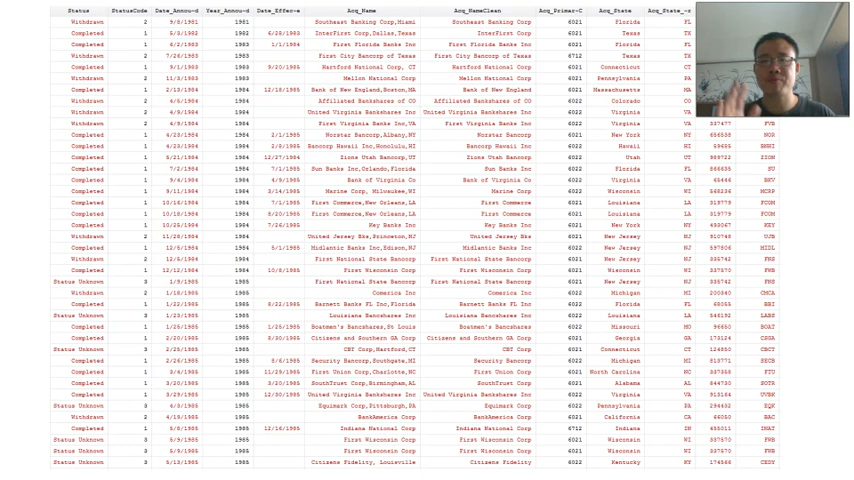 Status StatusCode Date_Annou~d Year_Annou~d Date_Effec~e Acq_Name Acq_NameClean Acq_Primar~C Acq_State Acq_State_~r
Withdrawn 2 9/8/1981 1981 Southeast Banking Corp,Miami Southeast Banking Corp 6021 Florida FL
Completed 1 5/3/1982 1982 6/28/1983 InterFirst Corp,Dallas,Texas InterFirst Corp 6021 Texas TX
Completed 1 6/2/1983 1983 1/1/1984 First Florida Banks Inc First Florida Banks Inc 6021 Florida FL
Withdrawn 2 7/26/1983 1983 First City Bancorp of Texas First City Bancorp of Texas 6712 Texas TX
Completed 1 9/1/1983 1983 9/20/1985 Hartford National Corp, CT Hartford National Corp 6021 Connecticut CT
Withdrawn 2 11/3/1983 1983 Mellon National Corp Mellon National Corp 6021 Pennsylvania PA
Completed 1 2/13/1984 1984 12/18/1985 Bank of New England,Boston,MA Bank of New England 6021 Massachusetts MA
Withdrawn 2 4/5/1984 1984 Affiliated Bankshares of CO Affiliated Bankshares of CO 6022 Colorado CO
Withdrawn 2 4/9/1984 1984 United Virginia Bankshares Inc United Virginia Bankshares Inc 6022 Virginia VA
Withdrawn 2 4/9/1984 1984 First Virginia Banks Inc,VA First Virginia Banks Inc 6022 Virginia VA 337477 FVB
Completed 1 4/23/1984 1984 2/1/1985 Norstar Bancorp,Albany,NY Norstar Bancorp 6021 New York NY 656538 NOR
Completed 1 4/23/1984 1984 2/8/1985 Bancorp Hawaii Inc,Honolulu,HI Bancorp Hawaii Inc 6022 Hawaii HI 59685 BNHI
Completed 1 5/21/1984 1984 12/27/1984 Zions Utah Bancorp,UT Zions Utah Bancorp 6022 Utah UT 989722 ZION
Completed 1 7/2/1984 1984 7/1/1985 Sun Banks Inc,Orlando,Florida Sun Banks Inc 6022 Florida FL 866635 SU
Completed 1 9/4/1984 1984 4/9/1985 Bank of Virginia Co Bank of Virginia Co 6022 Virginia VA 65446 BKV
Completed 1 9/11/1984 1984 3/14/1985 Marine Corp, Milwaukee,WI Marine Corp 6022 Wisconsin WI 568236 MCRP
Completed 1 10/16/1984 1984 7/1/1985 First Commerce,New Orleans,LA First Commerce 6021 Louisiana LA 319779 FCOM
Completed 1 10/18/1984 1984 8/20/1985 First Commerce,New Orleans,LA First Commerce 6021 Louisiana LA 319779 FCOM
Completed 1 10/25/1984 1984 7/26/1985 Key Banks Inc Key Banks Inc 6021 New York NY 493067 KEY
Withdrawn 2 11/28/1984 1984 United Jersey Bks,Princeton,NJ United Jersey Bks 6021 New Jersey NJ 910743 UJB
Completed 1 12/5/1984 1984 5/1/1985 Midlantic Banks Inc,Edison,NJ Midlantic Banks Inc 6022 New Jersey NJ 597806 MIDL
Withdrawn 2 12/5/1984 1984 First National State Bancorp First National State Bancorp 6021 New Jersey NJ 335742 FNS
Completed 1 12/12/1984 1984 10/8/1985 First Wisconsin Corp First Wisconsin Corp 6021 Wisconsin WI 337570 FWB
Status Unknown 3 1/9/1985 1985 First National State Bancorp First National State Bancorp 6021 New Jersey NJ 335742 FNS
Withdrawn 2 1/18/1985 1985 Comerica Inc Comerica Inc 6022 Michigan MI 200340 CMCA
Completed 1 1/22/1985 1985 8/22/1985 Barnett Banks FL Inc,Florida Barnett Banks FL Inc 6022 Florida FL 68055 BBI
Status Unknown 3 1/23/1985 1985 Louisiana Bancshares Inc Louisiana Bancshares Inc 6022 Louisiana LA 546192 LABS
Completed 1 1/25/1985 1985 1/25/1985 Boatmen's Bancshares,St Louis Boatmen's Bancshares 6022 Missouri MO 96650 BOAT
Completed 1 2/20/1985 1985 8/30/1985 Citizens and Southern GA Corp Citizens and Southern GA Corp 6021 Georgia GA 173124 CSGA
Status Unknown 3 2/25/1985 1985 CBT Corp,Hartford,CT CBT Corp 6021 Connecticut CT 124850 CBCT
Completed 1 2/26/1985 1985 8/6/1985 Security Bancorp,Southgate,MI Security Bancorp 6022 Michigan MI 813771 SECB
Completed 1 3/4/1985 1985 11/29/1985 First Union Corp,Charlotte,NC First Union Corp 6021 North Carolina NC 337358 FTU
Completed 1 3/20/1985 1985 3/20/1985 SouthTrust Corp,Birmingham,AL SouthTrust Corp 6021 Alabama AL 844730 SOTR
Completed 1 3/29/1985 1985 12/30/1985 United Virginia Bankshares Inc United Virginia Bankshares Inc 6022 Virginia VA 913164 UVBK
Status Unknown 3 4/3/1985 1985 Equimark Corp,Pittsburgh,PA Equimark Corp 6022 Pennsylvania PA 294432 EQK
Withdrawn 2 4/18/1985 1985 BankAmerica Corp BankAmerica Corp 6021 California CA 66050 BAC
Completed 1 5/8/1985 1985 12/16/1985 Indiana National Corp Indiana National Corp 6712 Indiana IN 455011 INAT
Status Unknown 3 5/9/1985 1985 First Wisconsin Corp First Wisconsin Corp 6021 Wisconsin WI 337570 FWB
Status Unknown 3 5/9/1985 1985 First Wisconsin Corp First Wisconsin Corp 6021 Wisconsin WI 337570 FWB
Status Unknown 3 5/13/1985 1985 Citizens Fidelity, Louisville Citizens Fidelity 6022 Kentucky KY 174566 CEDY